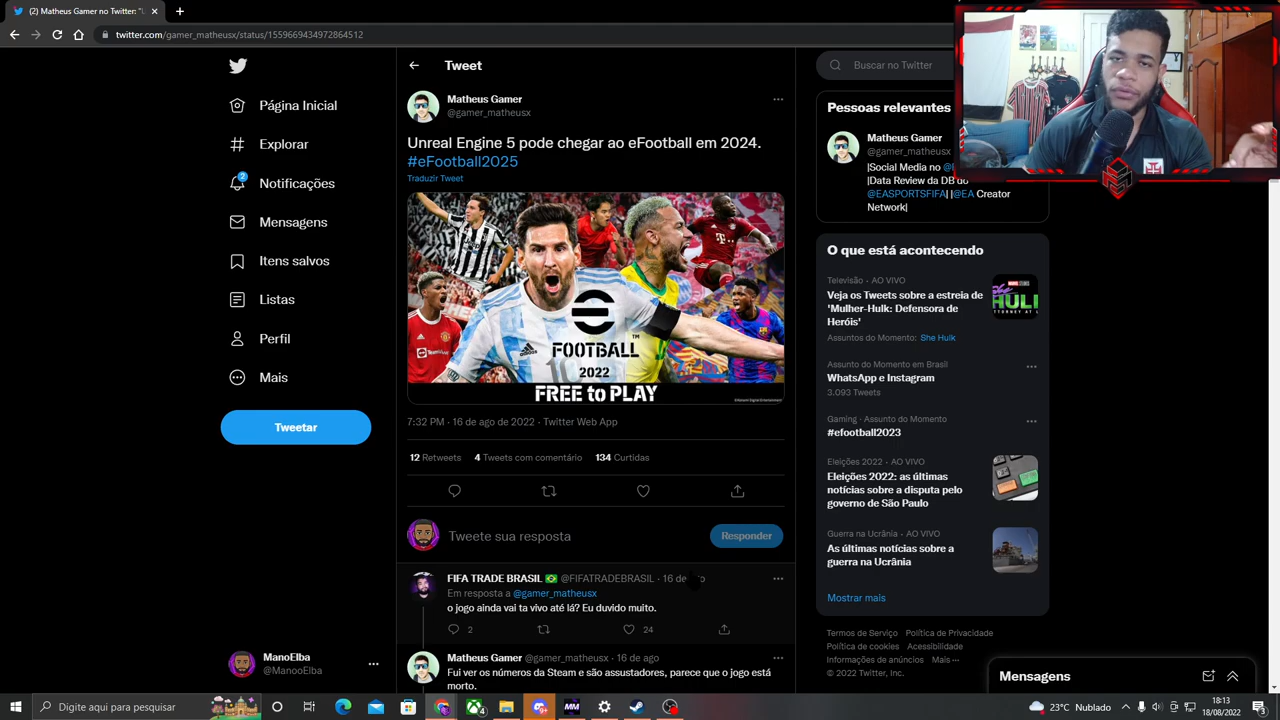 (2) Matheus Gamer no Twitter: "U
twitter.com/gamer_matheusx/status/1559669434972864512
Página Inicial
Explorar
2
Notificações
Mensagens
Itens salvos
Listas
Perfil
Mais
Tweetar
ManoElba
@ManooElba
Tweet
Matheus Gamer
@gamer_matheusx
Unreal Engine 5 pode chegar ao eFootball em 2024.
#eFootball2025
Traduzir Tweet
FOOTBALL™
2022
FREE to PLAY
7:32 PM · 16 de ago de 2022 · Twitter Web App
12 Retweets 4 Tweets com comentário 134 Curtidas
Tweete sua resposta
Responder
FIFA TRADE BRASIL 🇧🇷 @FIFATRADEBRASIL · 16 de
Em resposta a @gamer_matheusx
o jogo ainda vai ta vivo até lá? Eu duvido muito.
2 24
Matheus Gamer @gamer_matheusx · 16 de ago
Fui ver os números da Steam e são assustadores, parece que o jogo está
morto.
Buscar no Twitter
Pessoas relevantes
Matheus Gamer
@gamer_matheusx
|Social Media no
|Data Review da DB do
@EASPORTSFIFA| |@EA Creator
Network|
O que está acontecendo
Televisão · AO VIVO
Veja os Tweets sobre a estreia de
'Mulher-Hulk: Defensora de
Heróis'
Assuntos do Momento: She Hulk
Assunto do Momento em Brasil
WhatsApp e Instagram
3.093 Tweets
Gaming · Assunto do Momento
#efootball2023
Eleições 2022 · AO VIVO
Eleições 2022: as últimas
notícias sobre a disputa pelo
governo de São Paulo
Guerra na Ucrânia · AO VIVO
As últimas notícias sobre a
guerra na Ucrânia
Mostrar mais
Termos de Serviço Política de Privacidade
Política de cookies Acessibilidade
Informações de anúncios Mais ···
© 2022 Twitter, Inc.
Mensagens
Digite aqui para pesquisar
23°C Nublado
18:13
18/08/2022
3